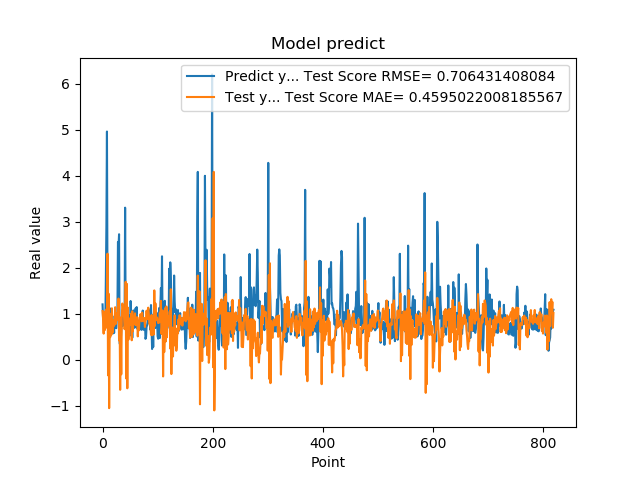 Model predict
Predict y... Test Score RMSE= 0.706431408084
Test y... Test Score MAE= 0.4595022008185567
Real value
6
5
4
3
2
1
0
−1
0 200 400 600 800
Point